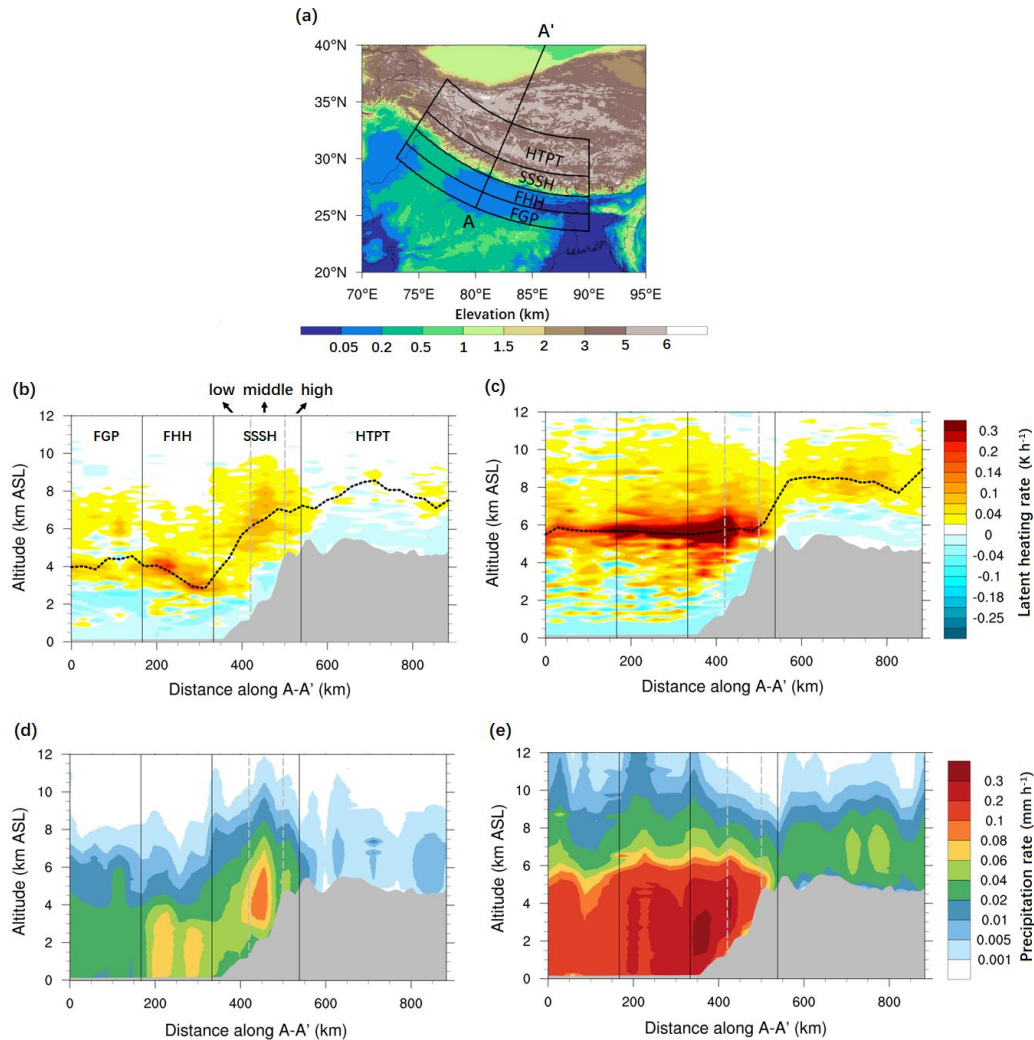 (a)
A'
40°N
35°N
30°N
25°N
20°N
HTPT
SSSH
FHH
FGP
A
70°E 75°E 80°E 85°E 90°E 95°E
Elevation (km)
0.05 0.2 0.5 1 1.5 2 3 5 6
(b)
low middle high
FGP FHH SSSH HTPT
Altitude (km ASL)
12
10
8
6
4
2
0
0 200 400 600 800
Distance along A-A' (km)
(c)
Altitude (km ASL)
12
10
8
6
4
2
0
0 200 400 600 800
Distance along A-A' (km)
Latent heating rate (K h⁻¹)
0.3
0.14
0.1
0.04
0
-0.04
-0.1
-0.18
-0.25
(d)
Altitude (km ASL)
12
10
8
6
4
2
0
0 200 400 600 800
Distance along A-A' (km)
(e)
Altitude (km ASL)
12
10
8
6
4
2
0
0 200 400 600 800
Distance along A-A' (km)
Precipitation rate (mm h⁻¹)
0.3
0.2
0.1
0.08
0.06
0.04
0.02
0.01
0.005
0.001